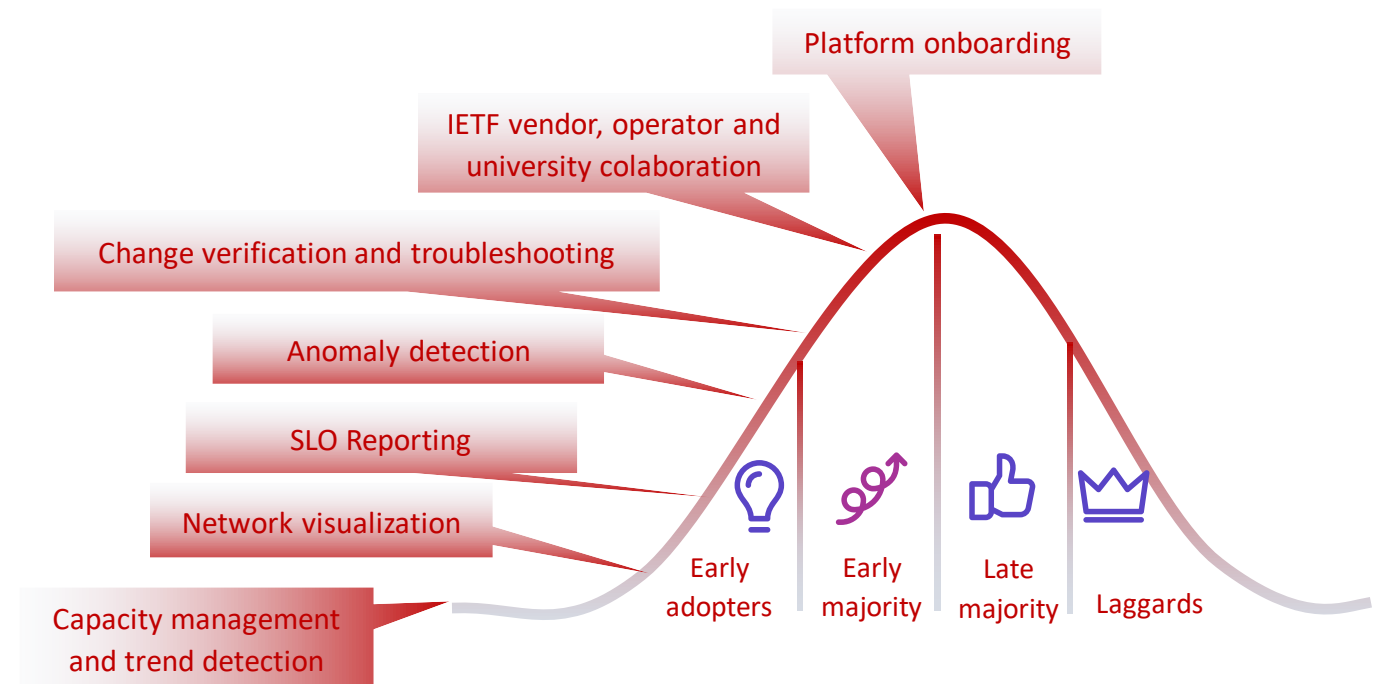 Platform onboarding
IETF vendor, operator and
university colaboration
Change verification and troubleshooting
Anomaly detection
SLO Reporting
Network visualization
Capacity management
and trend detection
Early
adopters
Early
majority
Late
majority
Laggards